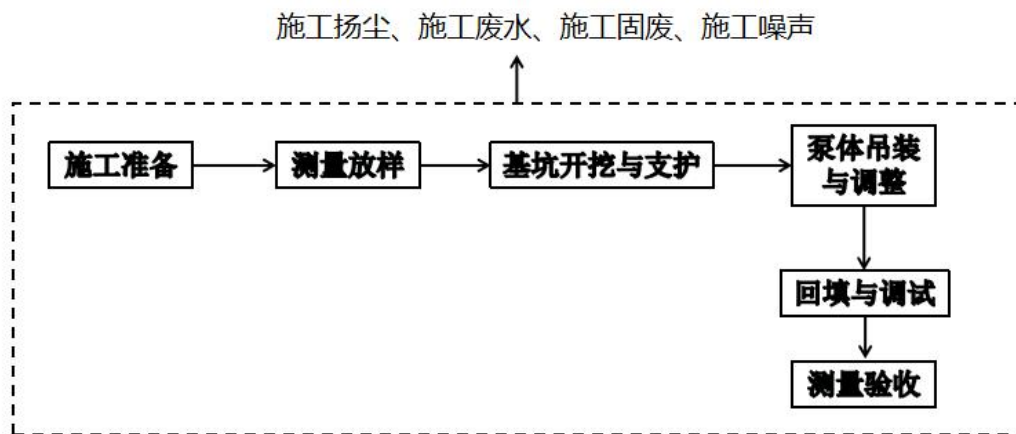 施工扬尘、施工废水、施工固废、施工噪声
施工准备
测量放样
基坑开挖与支护
泵体吊装
与调整
回填与调试
测量验收